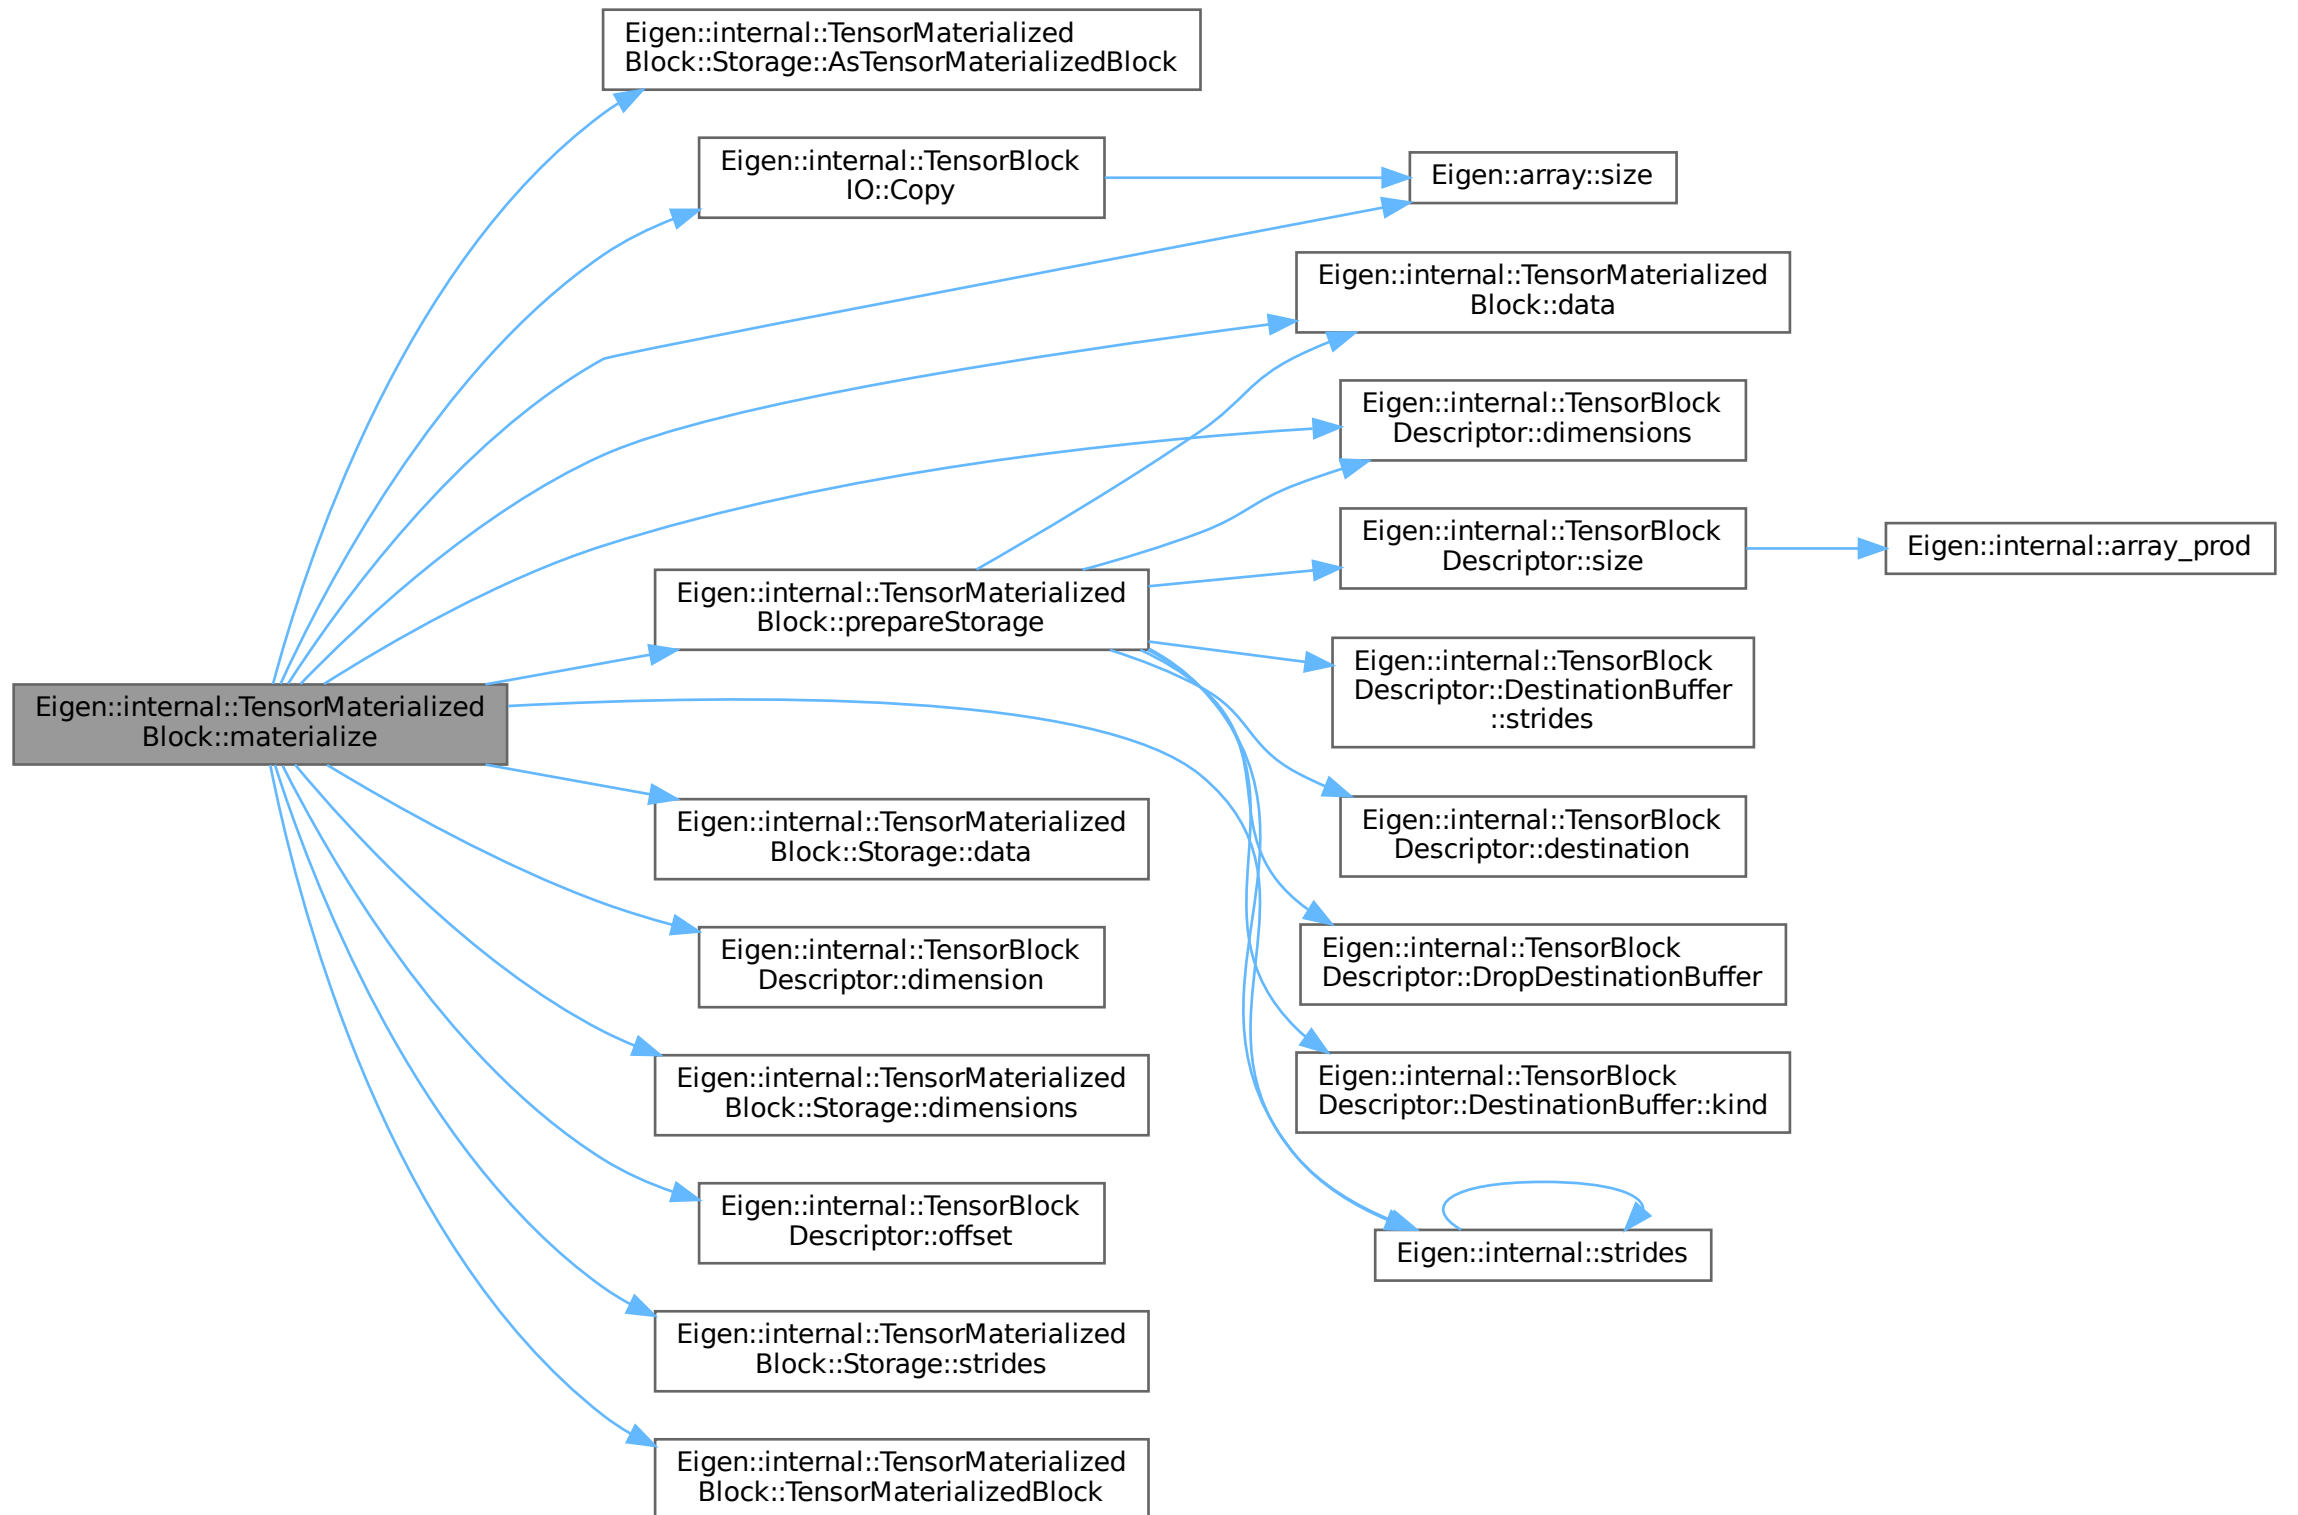 Eigen::internal::TensorMaterialized
Block::Storage::AsTensorMaterializedBlock
Eigen::internal::TensorBlock
IO::Copy
Eigen::array::size
Eigen::internal::TensorMaterialized
Block::data
Eigen::internal::TensorBlock
Descriptor::dimensions
Eigen::internal::TensorBlock
Descriptor::size
Eigen::internal::array_prod
Eigen::internal::TensorMaterialized
Block::prepareStorage
Eigen::internal::TensorBlock
Descriptor::DestinationBuffer
::strides
Eigen::internal::TensorMaterialized
Block::materialize
Eigen::internal::TensorMaterialized
Block::Storage::data
Eigen::internal::TensorBlock
Descriptor::destination
Eigen::internal::TensorBlock
Descriptor::dimension
Eigen::internal::TensorBlock
Descriptor::DropDestinationBuffer
Eigen::internal::TensorMaterialized
Block::Storage::dimensions
Eigen::internal::TensorBlock
Descriptor::DestinationBuffer::kind
Eigen::internal::TensorBlock
Descriptor::offset
Eigen::internal::strides
Eigen::internal::TensorMaterialized
Block::Storage::strides
Eigen::internal::TensorMaterialized
Block::TensorMaterializedBlock